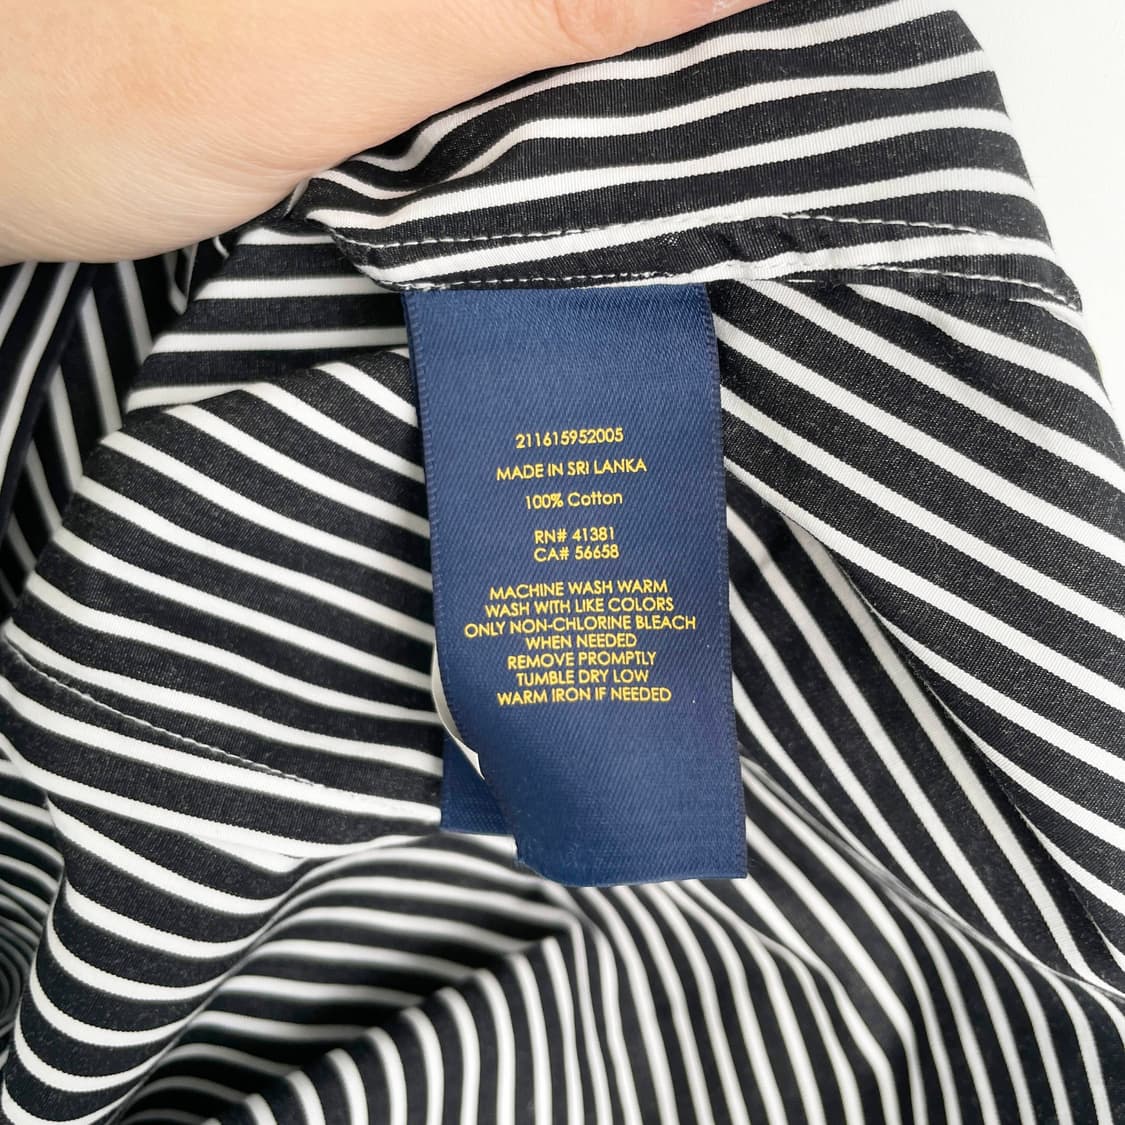 211615952005
MADE IN SRI LANKA
100% Cotton
RN# 41381
CA# 56658
MACHINE WASH WARM
WASH WITH LIKE COLORS
ONLY NON-CHLORINE BLEACH
WHEN NEEDED
REMOVE PROMPTLY
TUMBLE DRY LOW
WARM IRON IF NEEDED